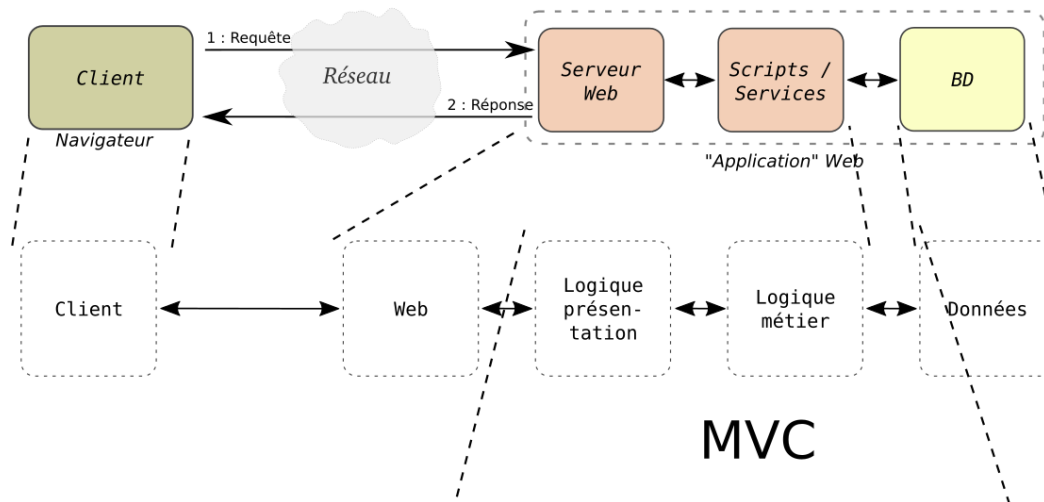 1 : Requête
Client
Réseau
Serveur
Web
Scripts /
Services
BD
2 : Réponse
Navigateur
"Application" Web
Client
Web
Logique
présen-
tation
Logique
métier
Données
MVC